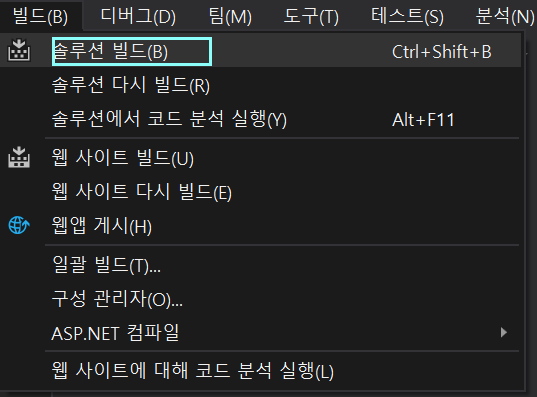 빌드(B) 디버그(D) 팀(M) 도구(T) 테스트(S) 분석(N)
솔루션 빌드(B) Ctrl+Shift+B
솔루션 다시 빌드(R)
솔루션에서 코드 분석 실행(Y) Alt+F11
웹 사이트 빌드(U)
웹 사이트 다시 빌드(E)
웹앱 게시(H)
일괄 빌드(T)...
구성 관리자(O)...
ASP.NET 컴파일
웹 사이트에 대해 코드 분석 실행(L)